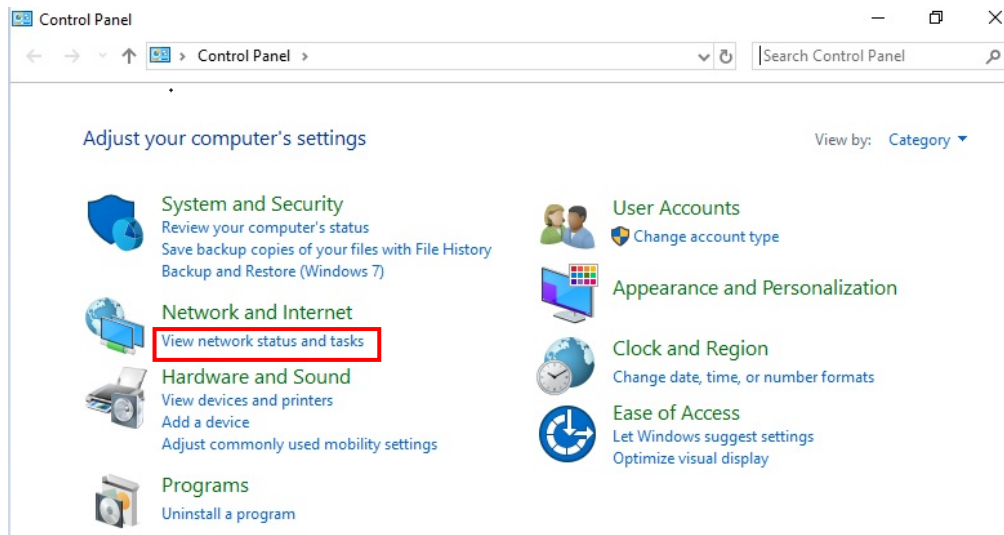 Control Panel
Control Panel
Search Control Panel
Adjust your computer's settings
View by: Category
System and Security
Review your computer's status
Save backup copies of your files with File History
Backup and Restore (Windows 7)
Network and Internet
View network status and tasks
Hardware and Sound
View devices and printers
Add a device
Adjust commonly used mobility settings
Programs
Uninstall a program
User Accounts
Change account type
Appearance and Personalization
Clock and Region
Change date, time, or number formats
Ease of Access
Let Windows suggest settings
Optimize visual display